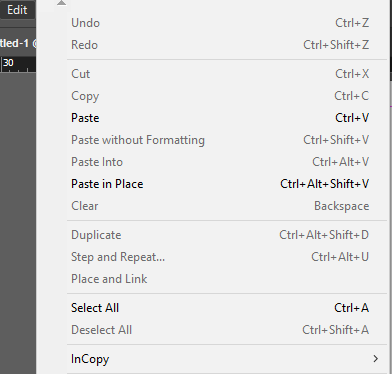 Edit
tled-1
30
Undo Ctrl+Z
Redo Ctrl+Shift+Z
Cut Ctrl+X
Copy Ctrl+C
Paste Ctrl+V
Paste without Formatting Ctrl+Shift+V
Paste Into Ctrl+Alt+V
Paste in Place Ctrl+Alt+Shift+V
Clear Backspace
Duplicate Ctrl+Alt+Shift+D
Step and Repeat... Ctrl+Alt+U
Place and Link
Select All Ctrl+A
Deselect All Ctrl+Shift+A
InCopy